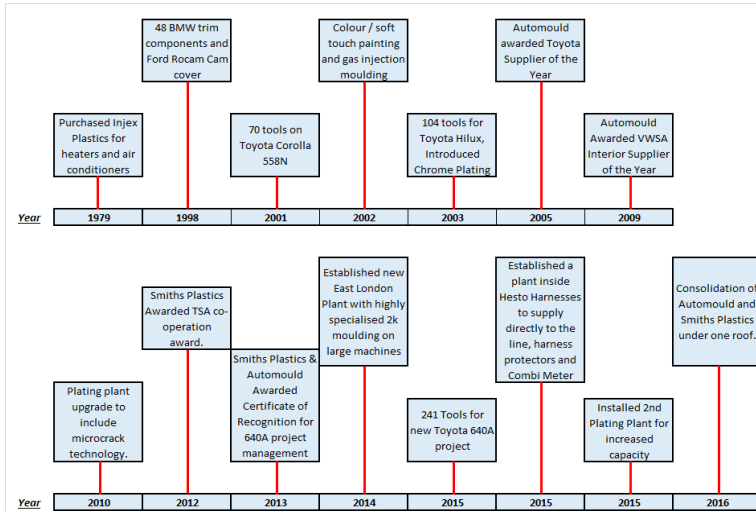 48 BMW trim
components and
Ford Rocam Cam
cover
Colour / soft
touch painting
and gas injection
moulding
Automould
awarded Toyota
Supplier of the
Year
Purchased Injex
Plastics for
heaters and air
conditioners
70 tools on
Toyota Corolla
558N
104 tools for
Toyota Hilux,
Introduced
Chrome Plating
Automould
Awarded VWSA
Interior Supplier
of the Year
Year 1979 1998 2001 2002 2003 2005 2009
Smiths Plastics
Awarded TSA co-
operation
award.
Established new
East London
Plant with highly
specialised 2k
moulding on
large machines
Established a
plant inside
Hesto Harnesses
to supply
directly to the
line, harness
protectors and
Combi Meter
Consolidation of
Automould and
Smiths Plastics
under one roof.
Plating plant
upgrade to
include
microcrack
technology.
Smiths Plastics &
Automould
Awarded
Certificate of
Recognition for
640A project
management
241 Tools for
new Toyota 640A
project
Installed 2nd
Plating Plant for
increased
capacity
Year 2010 2012 2013 2014 2015 2015 2015 2016